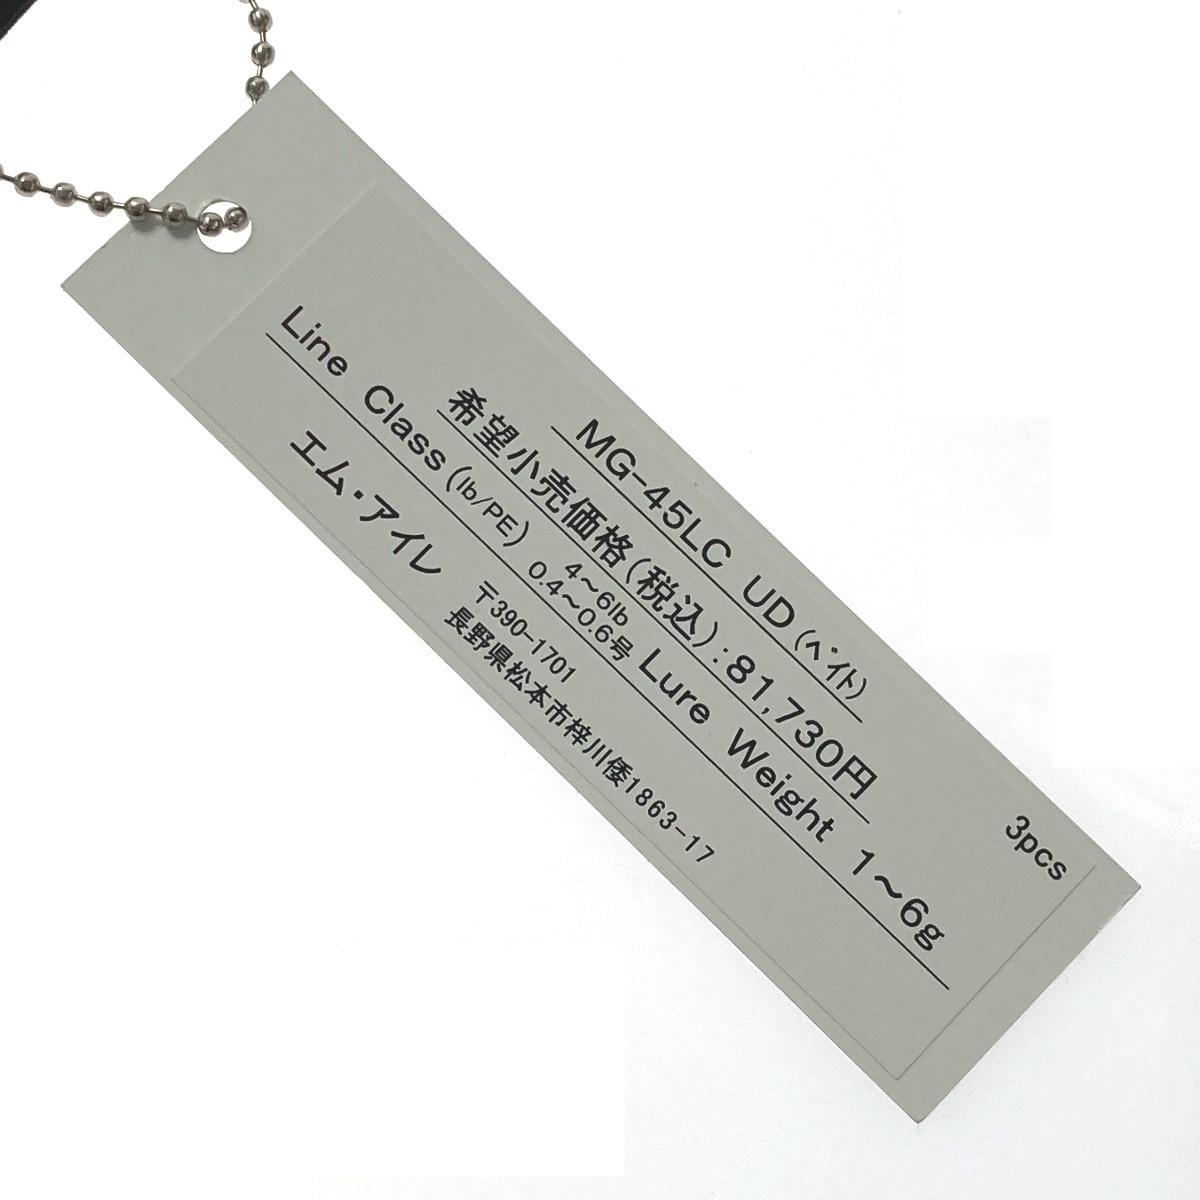 MG-45LC UD(ﾍﾞｲﾄ)
3pcs
希望小売価格(税込):81,730円
Line Class(lb/PE) 4～6lb 0.4～0.6号 Lure Weight 1～6g
エム・アイレ
〒390-1701
長野県松本市梓川倭1863-17